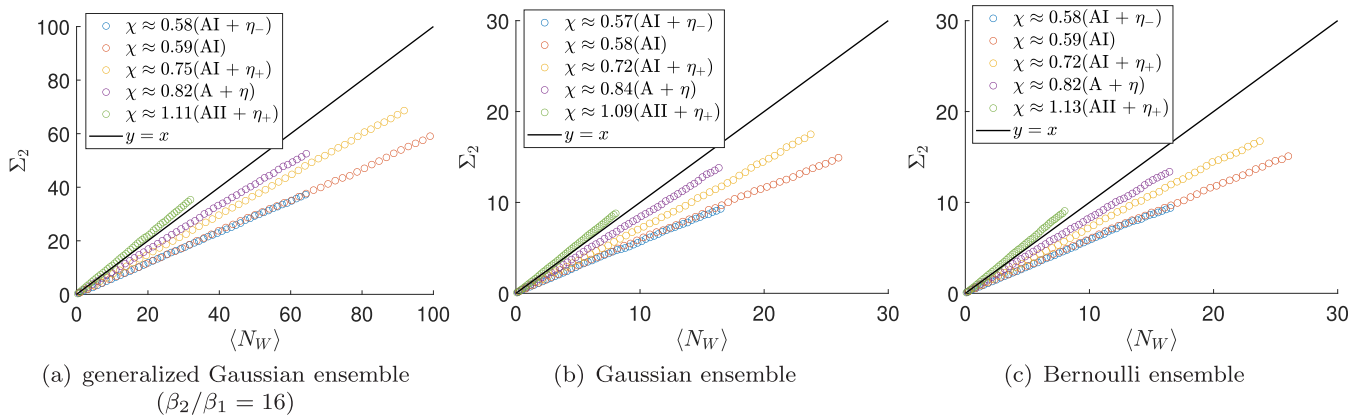 100
80
60
40
20
0
Σ₂
χ ≈ 0.58(AI + η₋)
χ ≈ 0.59(AI)
χ ≈ 0.75(AI + η₊)
χ ≈ 0.82(A + η)
χ ≈ 1.11(AII + η₊)
y = x
0 20 40 60 80 100
⟨N_W⟩
(a) generalized Gaussian ensemble
(β₂/β₁ = 16)
30
20
10
0
Σ₂
χ ≈ 0.57(AI + η₋)
χ ≈ 0.58(AI)
χ ≈ 0.72(AI + η₊)
χ ≈ 0.84(A + η)
χ ≈ 1.09(AII + η₊)
y = x
0 10 20 30
⟨N_W⟩
(b) Gaussian ensemble
30
20
10
0
Σ₂
χ ≈ 0.58(AI + η₋)
χ ≈ 0.59(AI)
χ ≈ 0.72(AI + η₊)
χ ≈ 0.82(A + η)
χ ≈ 1.13(AII + η₊)
y = x
0 10 20 30
⟨N_W⟩
(c) Bernoulli ensemble